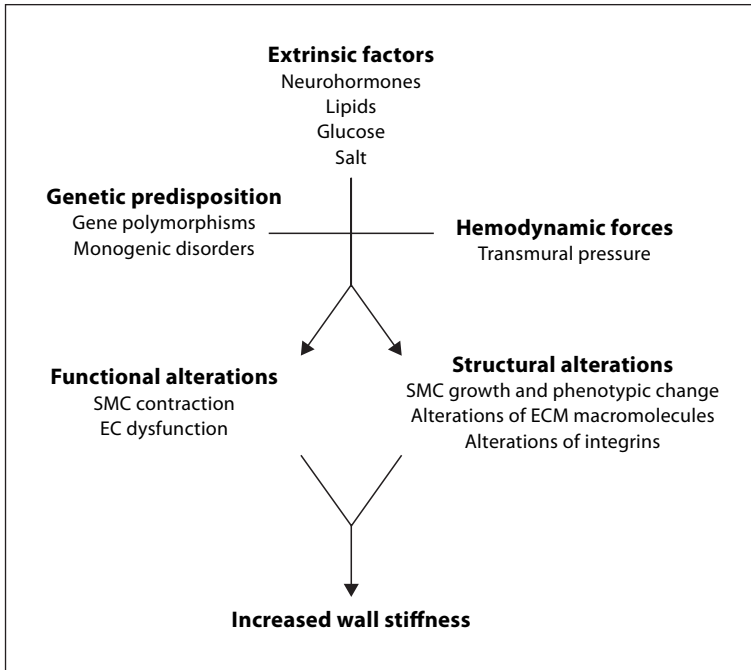 Extrinsic factors
Neurohormones
Lipids
Glucose
Salt
Genetic predisposition
Gene polymorphisms
Monogenic disorders
Hemodynamic forces
Transmural pressure
Functional alterations
SMC contraction
EC dysfunction
Structural alterations
SMC growth and phenotypic change
Alterations of ECM macromolecules
Alterations of integrins
Increased wall stiffness